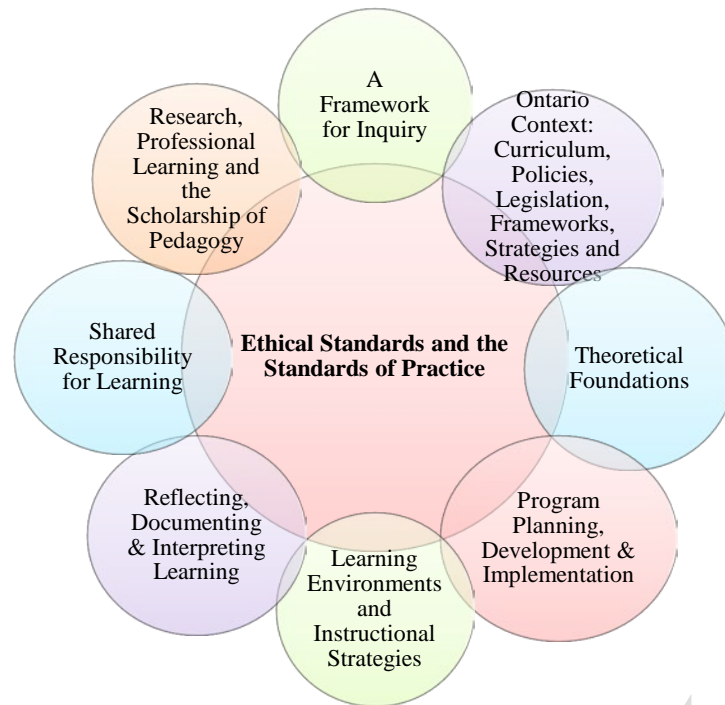 A
Framework
for Inquiry
Ontario
Context:
Curriculum,
Policies,
Legislation,
Frameworks,
Strategies and
Resources
Theoretical
Foundations
Program
Planning,
Development &
Implementation
Learning
Environments
and
Instructional
Strategies
Reflecting,
Documenting
& Interpreting
Learning
Shared
Responsibility
for Learning
Research,
Professional
Learning and
the
Scholarship of
Pedagogy
Ethical Standards and the
Standards of Practice